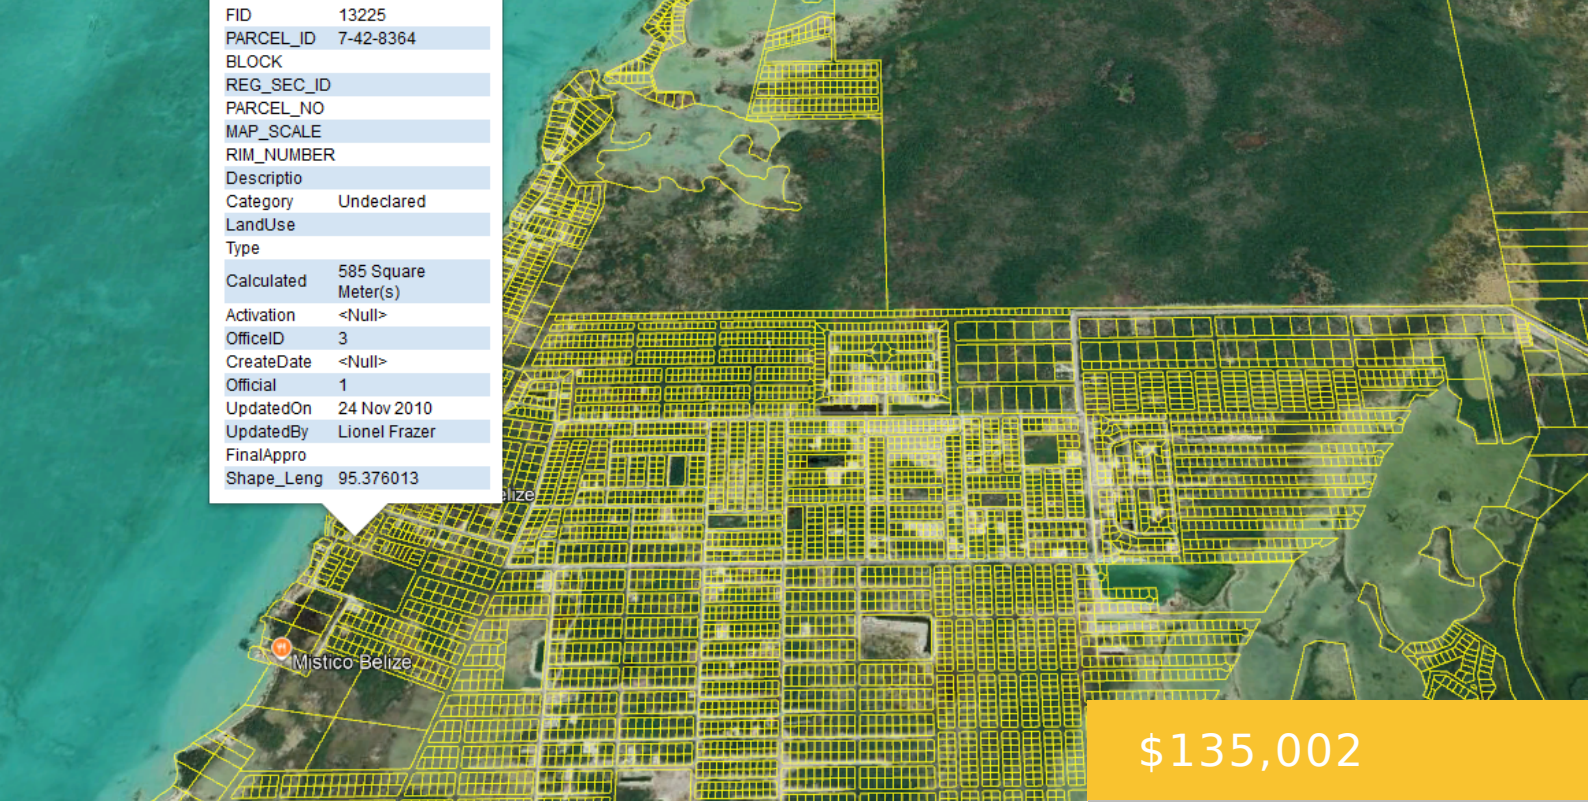 FID 13225
PARCEL_ID 7-42-8364
BLOCK
REG_SEC_ID
PARCEL_NO
MAP_SCALE
RIM_NUMBER
Descriptio
Category Undeclared
LandUse
Type
Calculated 585 Square
Meter(s)
Activation <Null>
OfficeID 3
CreateDate <Null>
Official 1
UpdatedOn 24 Nov 2010
UpdatedBy Lionel Frazer
FinalAppro
Shape_Leng 95.376013
elize
Mistico Belize
$135,002